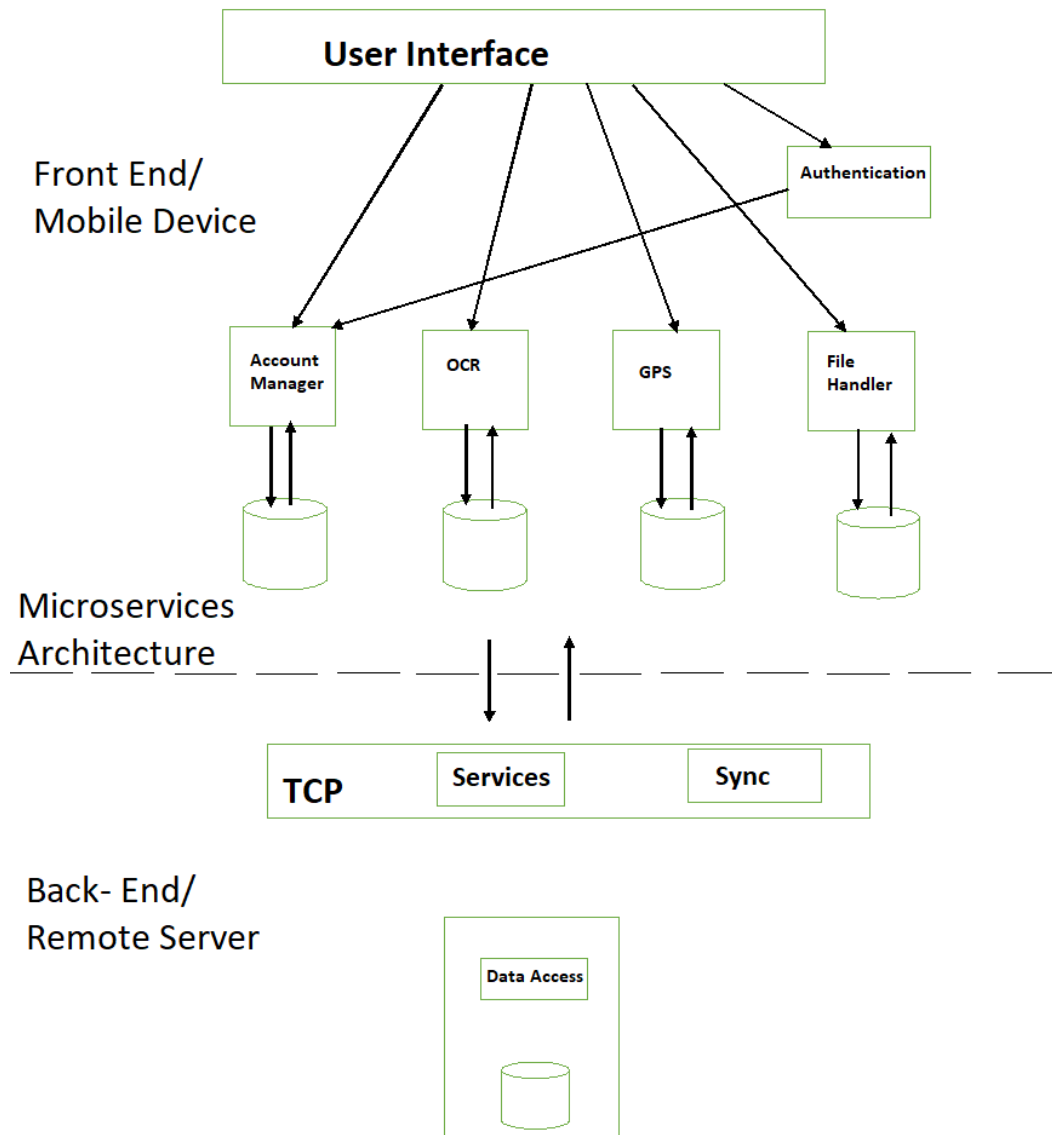 User Interface
Front End/
Mobile Device
Authentication
Account
Manager
OCR
GPS
File
Handler
Microservices
Architecture
TCP
Services
Sync
Back- End/
Remote Server
Data Access